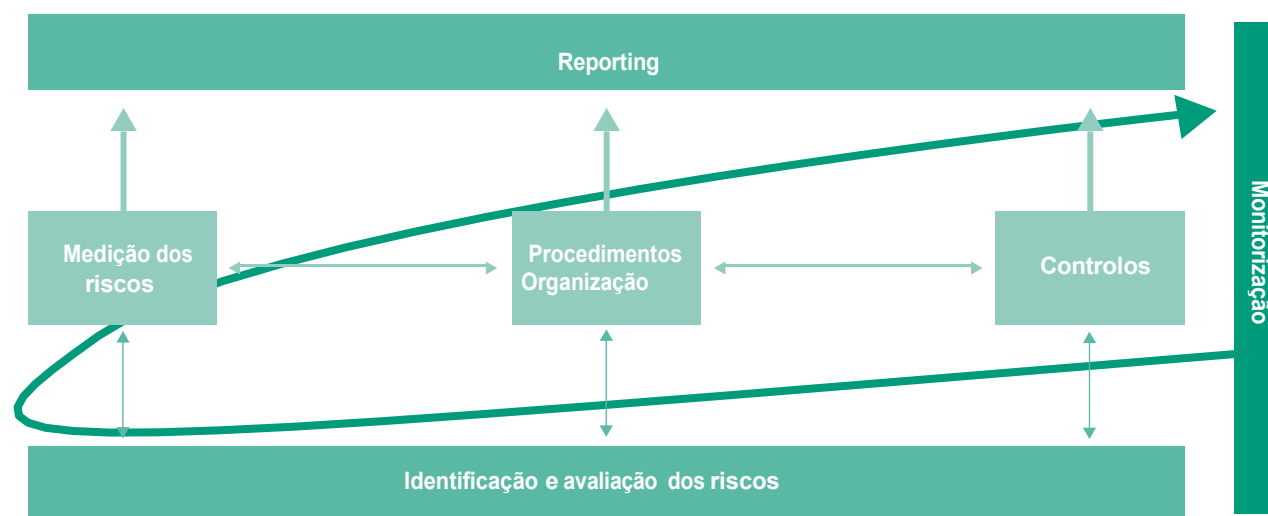 Reporting
Medição dos
riscos
Procedimentos
Organização
Controlos
Monitorização
Identificação e avaliação dos riscos